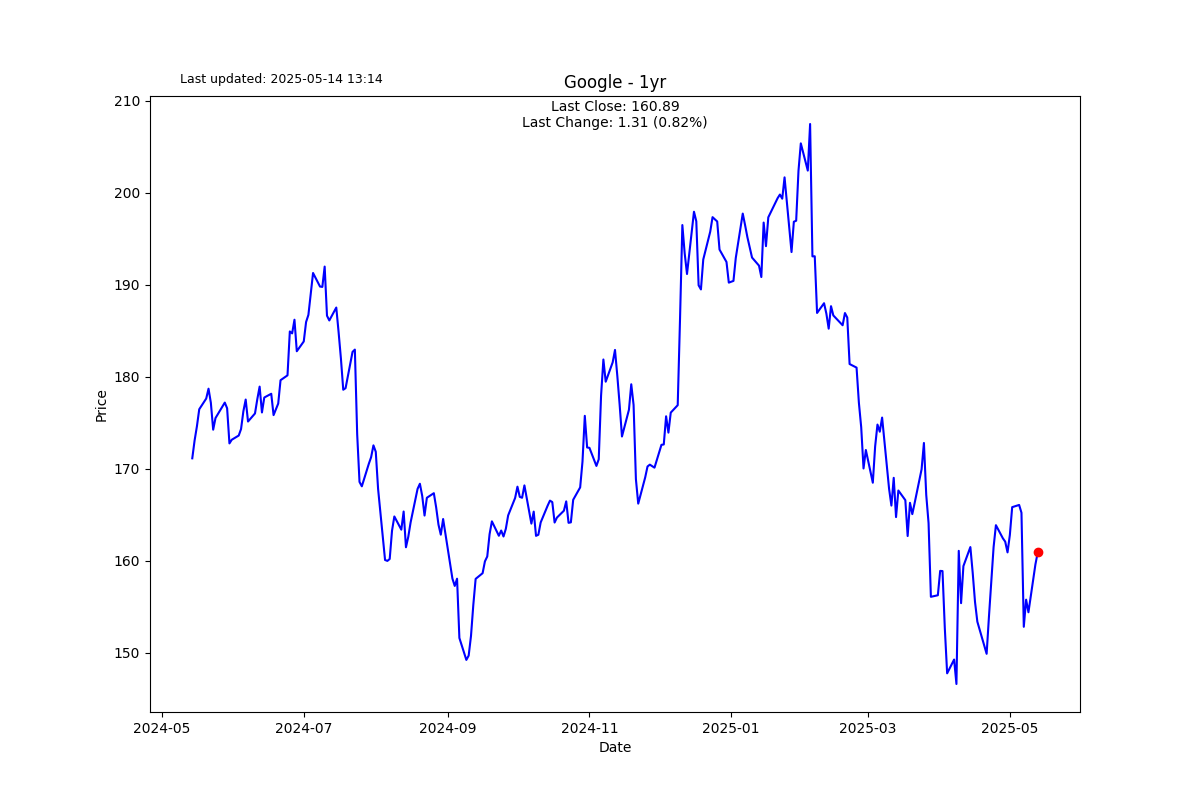 Last updated: 2025-05-14 13:14
Google - 1yr
Last Close: 160.89
Last Change: 1.31 (0.82%)
Price
210
200
190
180
170
160
150
2024-05
2024-07
2024-09
2024-11
2025-01
2025-03
2025-05
Date